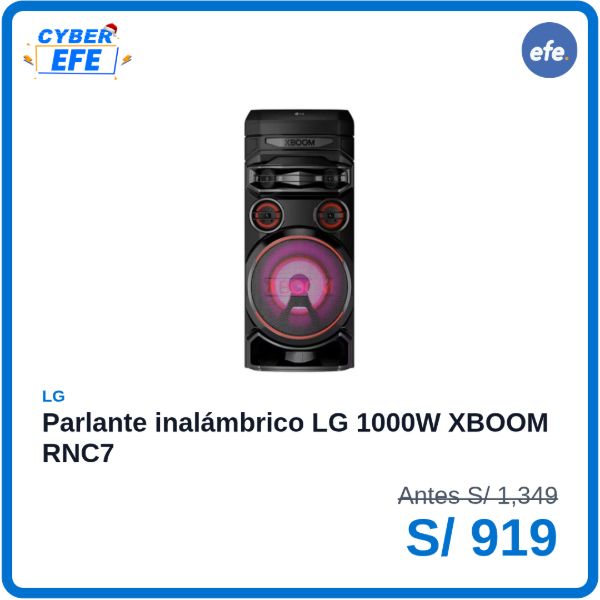 CYBER
EFE
efe.
XBOOM
LG
Parlante inalámbrico LG 1000W XBOOM
RNC7
Antes S/ 1,349
S/ 919